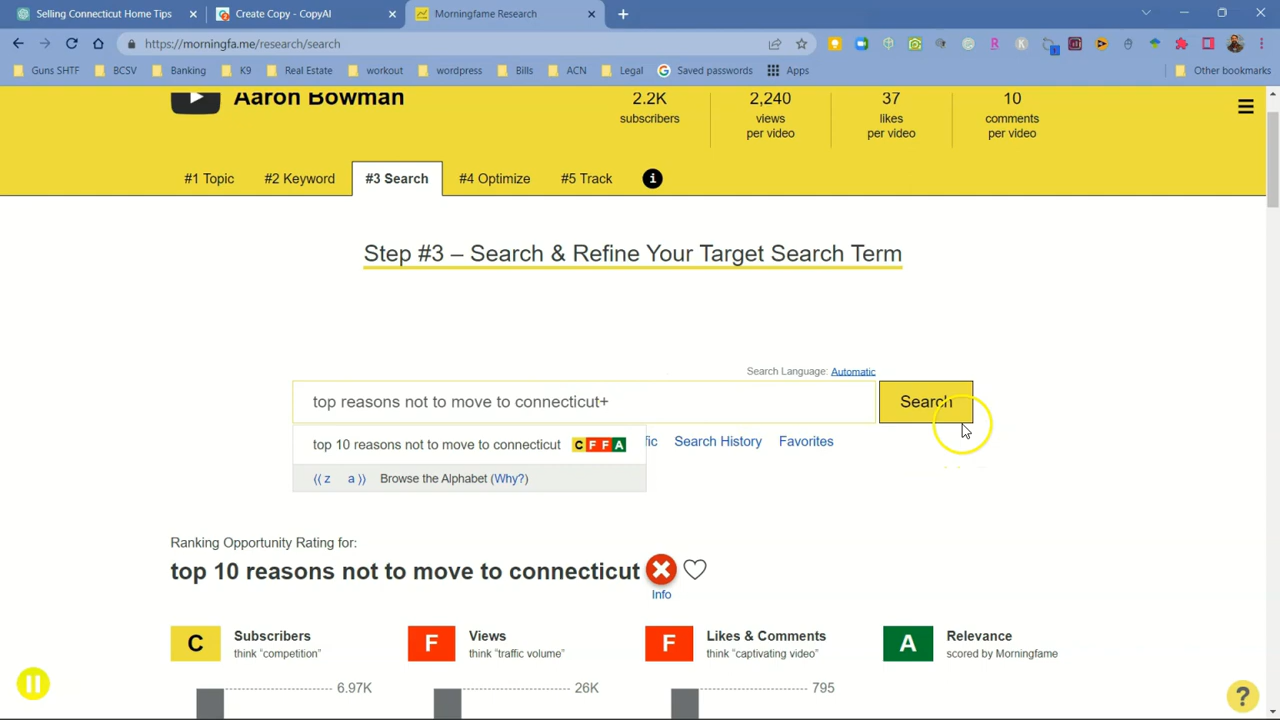 Selling Connecticut Home Tips
Create Copy - CopyAI
Morningfame Research
https://morningfa.me/research/search
Guns SHTF
BCSV
Banking
K9
Real Estate
workout
wordpress
Bills
ACN
Legal
Saved passwords
Apps
Other bookmarks
Aaron Bowman
2.2K
subscribers
2,240
views
per video
37
likes
per video
10
comments
per video
#1 Topic
#2 Keyword
#3 Search
#4 Optimize
#5 Track
i
Step #3 – Search & Refine Your Target Search Term
Search Language: Automatic
top reasons not to move to connecticut+
Search
top 10 reasons not to move to connecticut C F F A
fic
Search History
Favorites
⟨⟨ z a ⟩⟩ Browse the Alphabet (Why?)
Ranking Opportunity Rating for:
top 10 reasons not to move to connecticut
Info
C
Subscribers
think “competition”
F
Views
think “traffic volume”
F
Likes & Comments
think “captivating video”
A
Relevance
scored by Morningfame
6.97K
26K
795
?